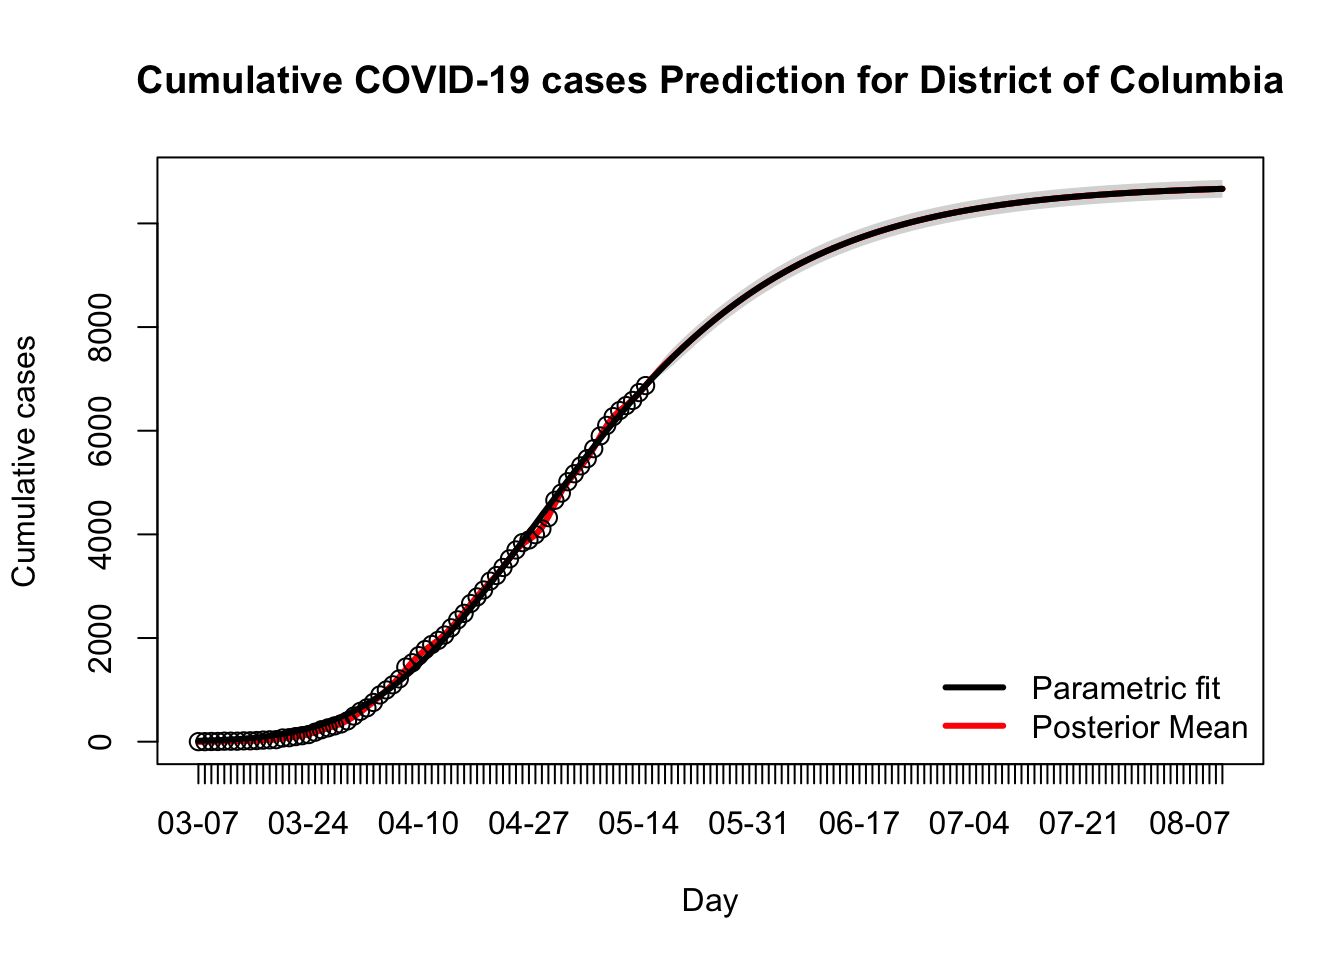 Cumulative COVID-19 cases Prediction for District of Columbia
Cumulative cases
8000
6000
4000
2000
0
Parametric fit
Posterior Mean
03-07 03-24 04-10 04-27 05-14 05-31 06-17 07-04 07-21 08-07
Day